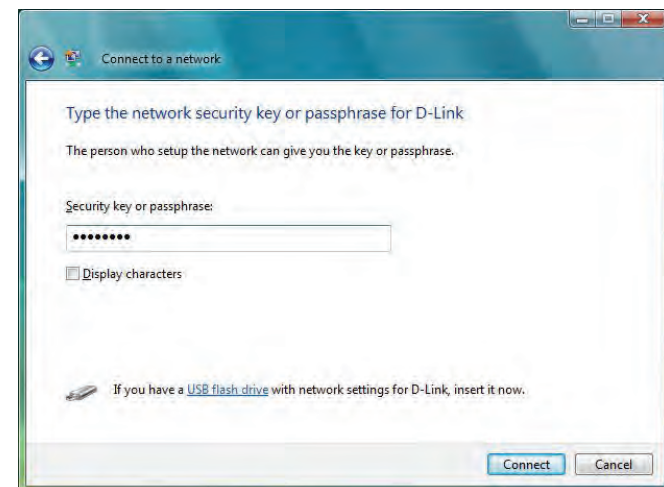 Connect to a network
Type the network security key or passphrase for D-Link
The person who setup the network can give you the key or passphrase.
Security key or passphrase:
••••••••
Display characters
If you have a USB flash drive with network settings for D-Link, insert it now.
Connect Cancel